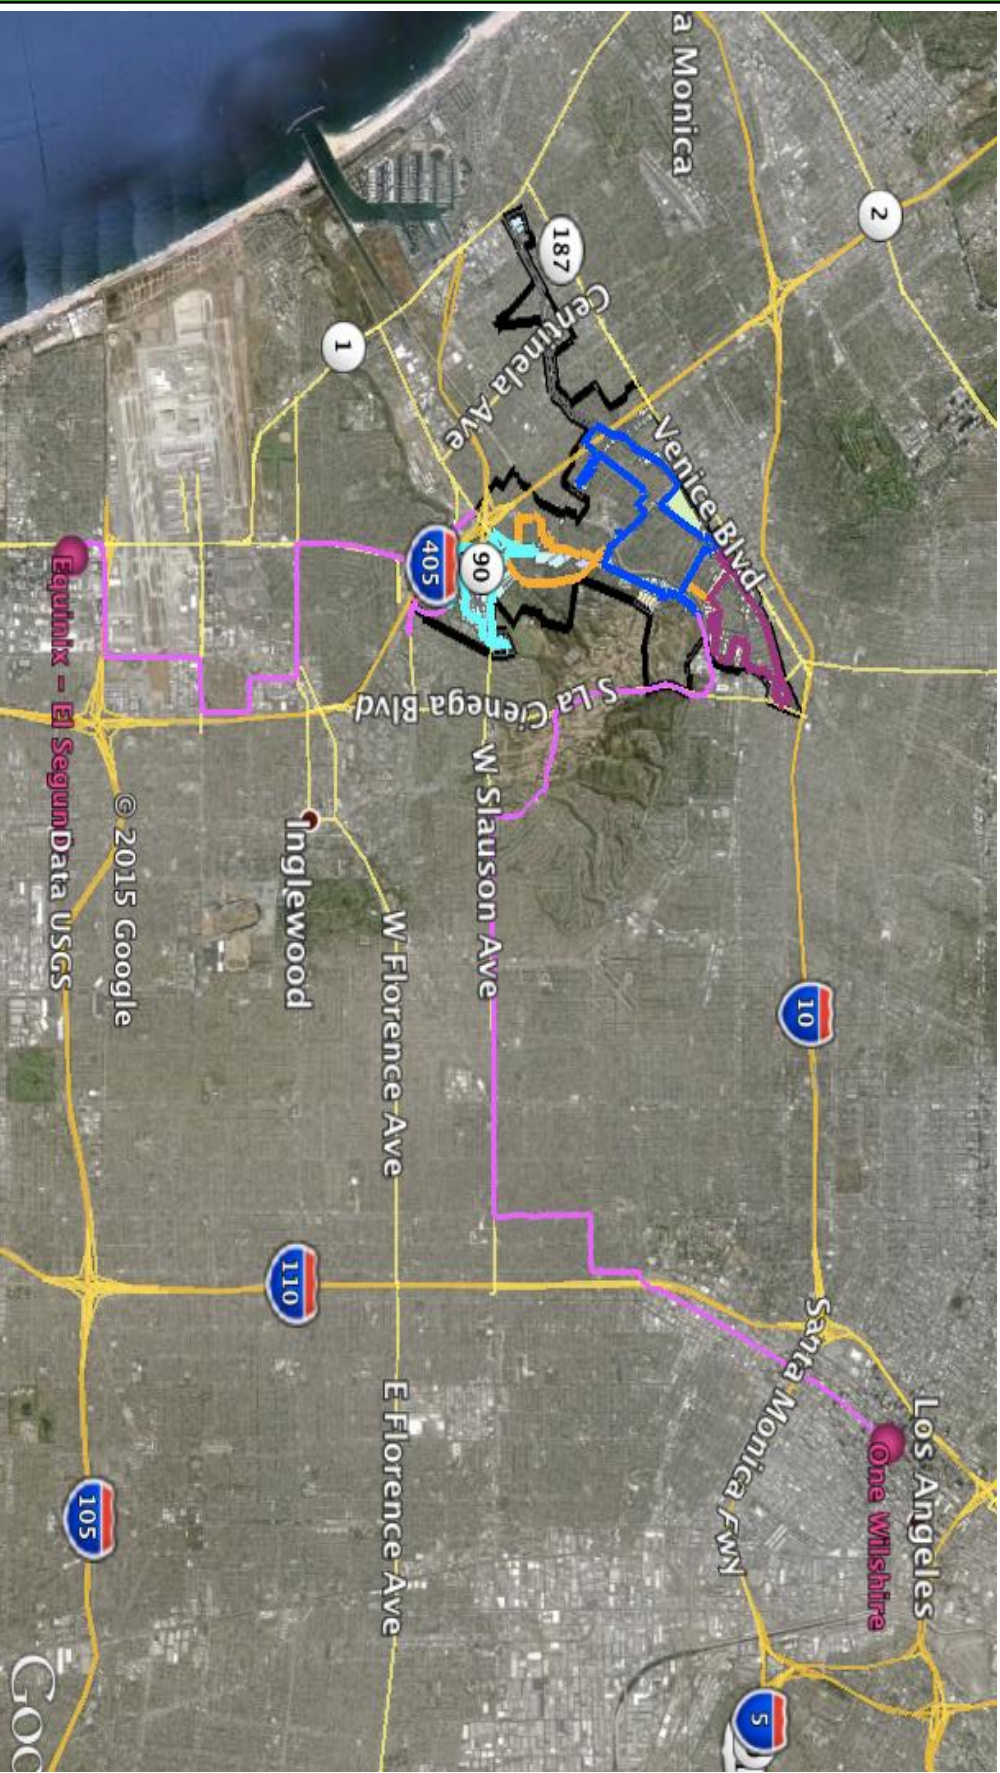 a Monica
2
187
Centinela Ave
1
Venice Blvd
405
90
Equinix - El Segun
Data USGS
S La Cienega Blvd
W Slauson Ave
© 2015 Google
Inglewood
W Florence Ave
10
110
Santa Monica Fwy
Los Angeles
One Wilshire
E Florence Ave
105
5
Goo